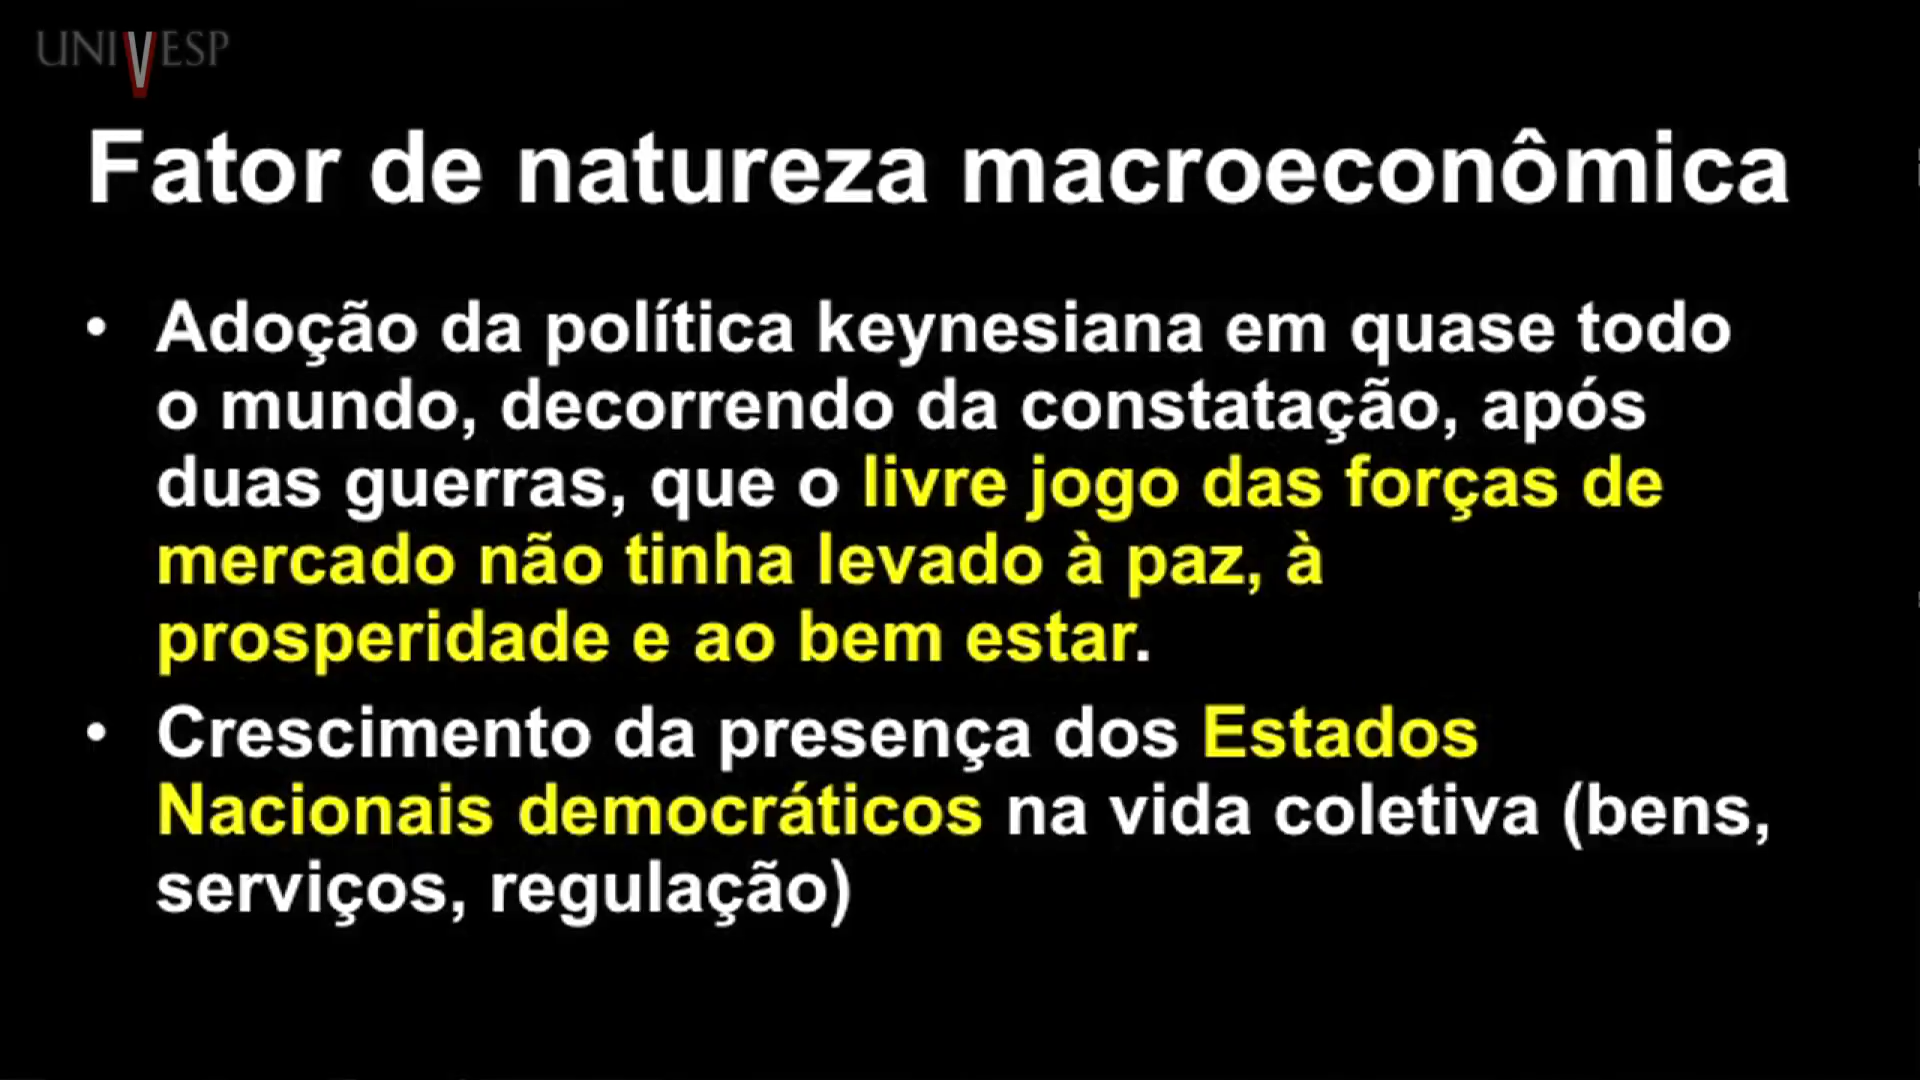 UNIVESP
Fator de natureza macroeconômica
• Adoção da política keynesiana em quase todo
o mundo, decorrendo da constatação, após
duas guerras, que o livre jogo das forças de
mercado não tinha levado à paz, à
prosperidade e ao bem estar.
• Crescimento da presença dos Estados
Nacionais democráticos na vida coletiva (bens,
serviços, regulação)